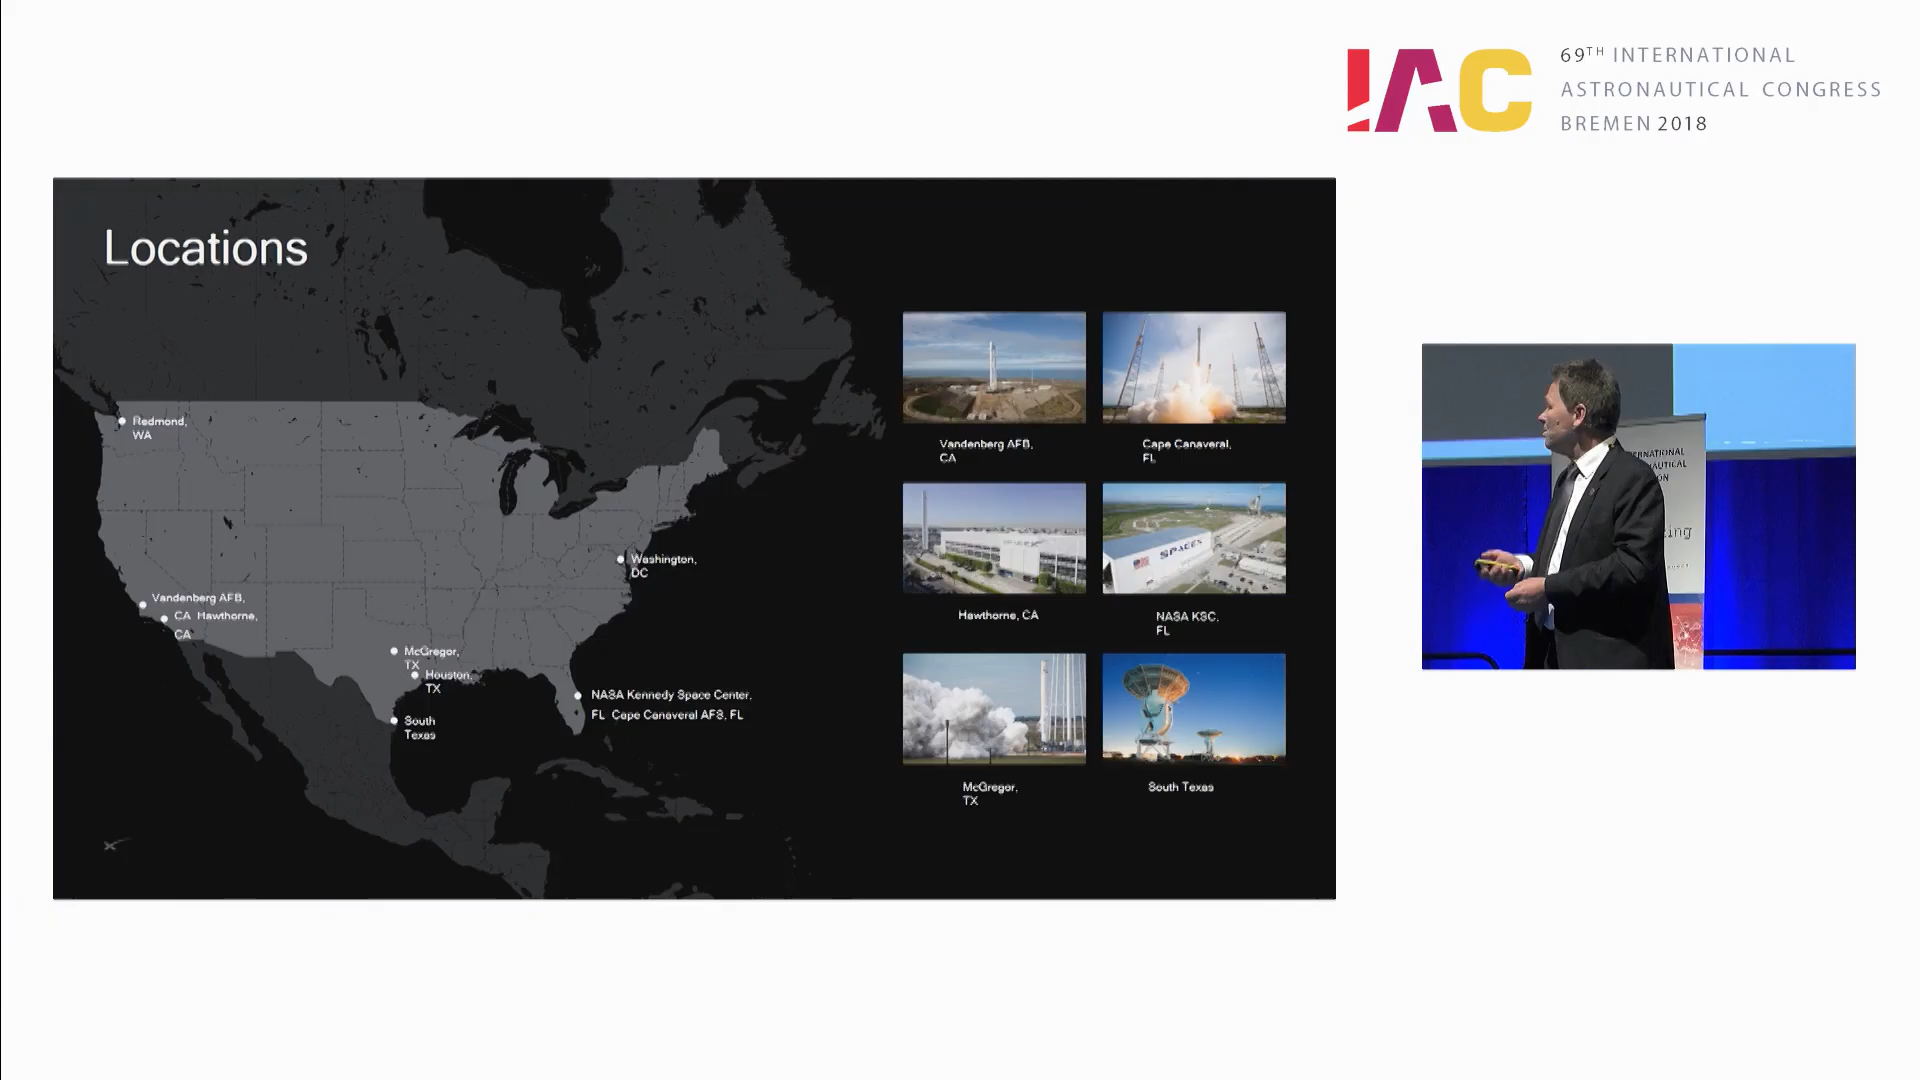 IAC
69TH INTERNATIONAL
ASTRONAUTICAL CONGRESS
BREMEN 2018
Locations
Redmond,
WA
Washington,
DC
Vandenberg AFB,
CA Hawthorne,
CA
McGregor,
TX
Houston,
TX
South
Texas
NASA Kennedy Space Center,
FL Cape Canaveral AFS, FL
Vandenberg AFB,
CA
Cape Canaveral,
FL
SPACEX
Hawthorne, CA
NASA KSC,
FL
McGregor,
TX
South Texas